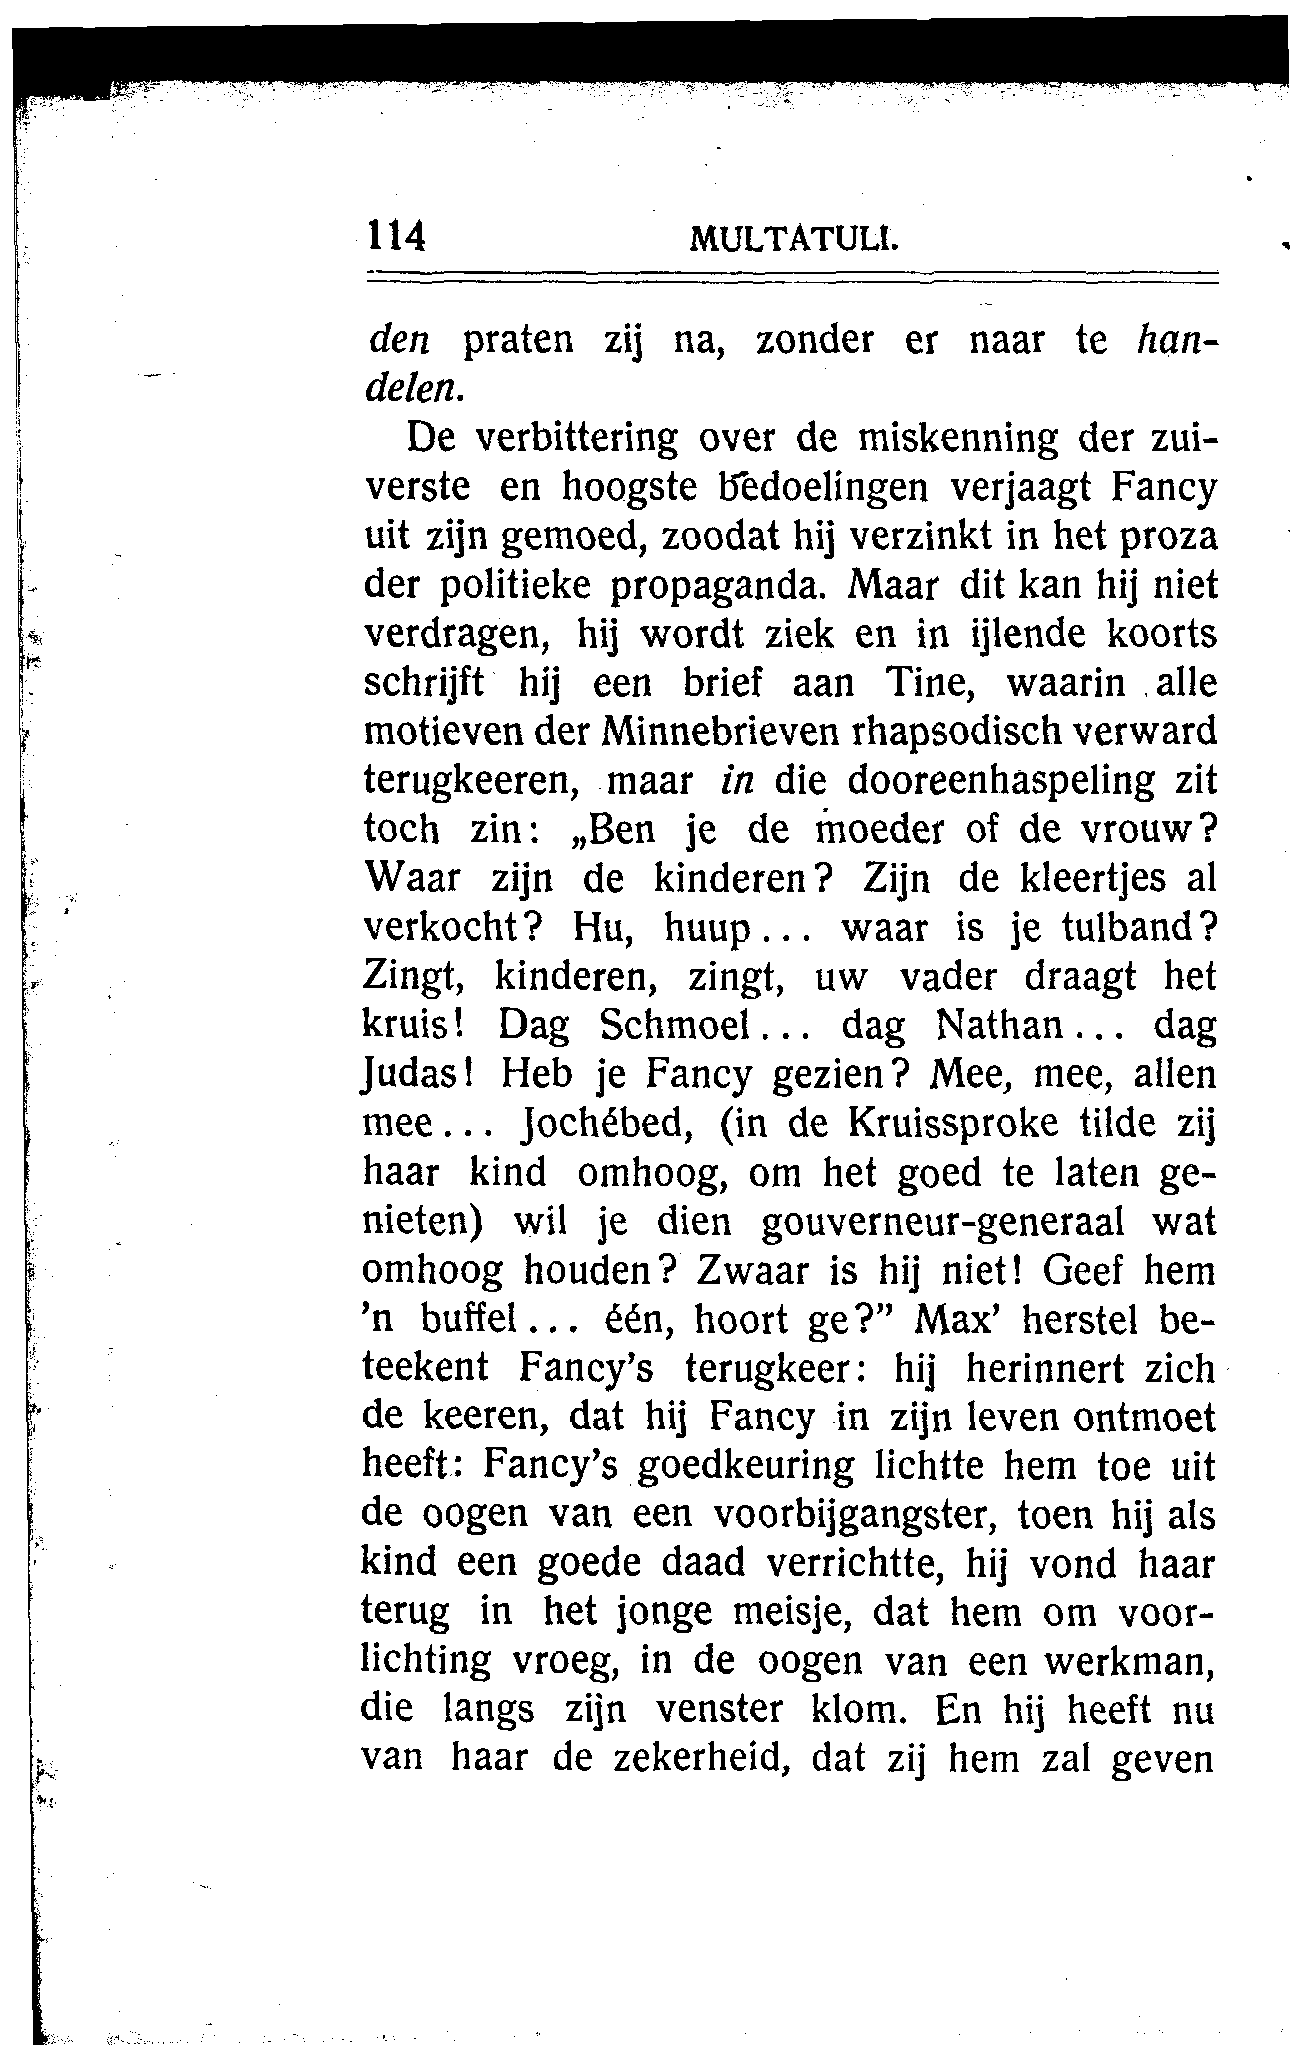 114 MULTATULI.
den praten zij na, zonder er naar te han-
delen.
De verbittering over de miskenning der zui-
verste en hoogste bedoelingen verjaagt Fancy
uit zijn gemoed, zoodat hij verzinkt in het proza
der politieke propaganda. Maar dit kan hij niet
verdragen, hij wordt ziek en in ijlende koorts
schrijft hij een brief aan Tine, waarin alle
motieven der Minnebrieven rhapsodisch verward
terugkeeren, maar in die dooreenhaspeling zit
toch zin: „Ben je de moeder of de vrouw?
Waar zijn de kinderen? Zijn de kleertjes al
verkocht? Hu, huup... waar is je tulband?
Zingt, kinderen, zingt, uw vader draagt het
kruis! Dag Schmoel... dag Nathan... dag
Judas! Heb je Fancy gezien? Mee, mee, allen
mee... Jochébed, (in de Kruissproke tilde zij
haar kind omhoog, om het goed te laten ge-
nieten) wil je dien gouverneur-generaal wat
omhoog houden? Zwaar is hij niet! Geef hem
'n buffel... één, hoort ge?” Max' herstel be-
teekent Fancy's terugkeer: hij herinnert zich
de keeren, dat hij Fancy in zijn leven ontmoet
heeft: Fancy's goedkeuring lichtte hem toe uit
de oogen van een voorbijgangster, toen hij als
kind een goede daad verrichtte, hij vond haar
terug in het jonge meisje, dat hem om voor-
lichting vroeg, in de oogen van een werkman,
die langs zijn venster klom. En hij heeft nu
van haar de zekerheid, dat zij hem zal geven